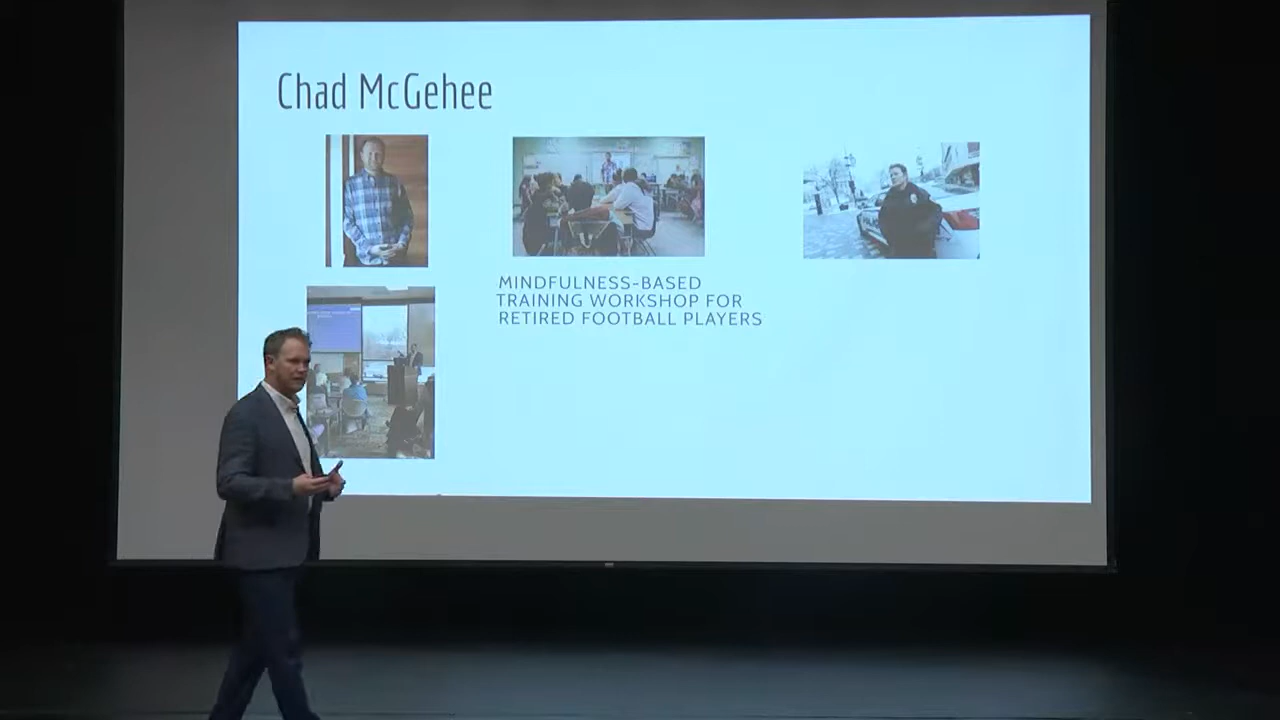 Chad McGehee
MINDFULNESS-BASED
TRAINING WORKSHOP FOR
RETIRED FOOTBALL PLAYERS